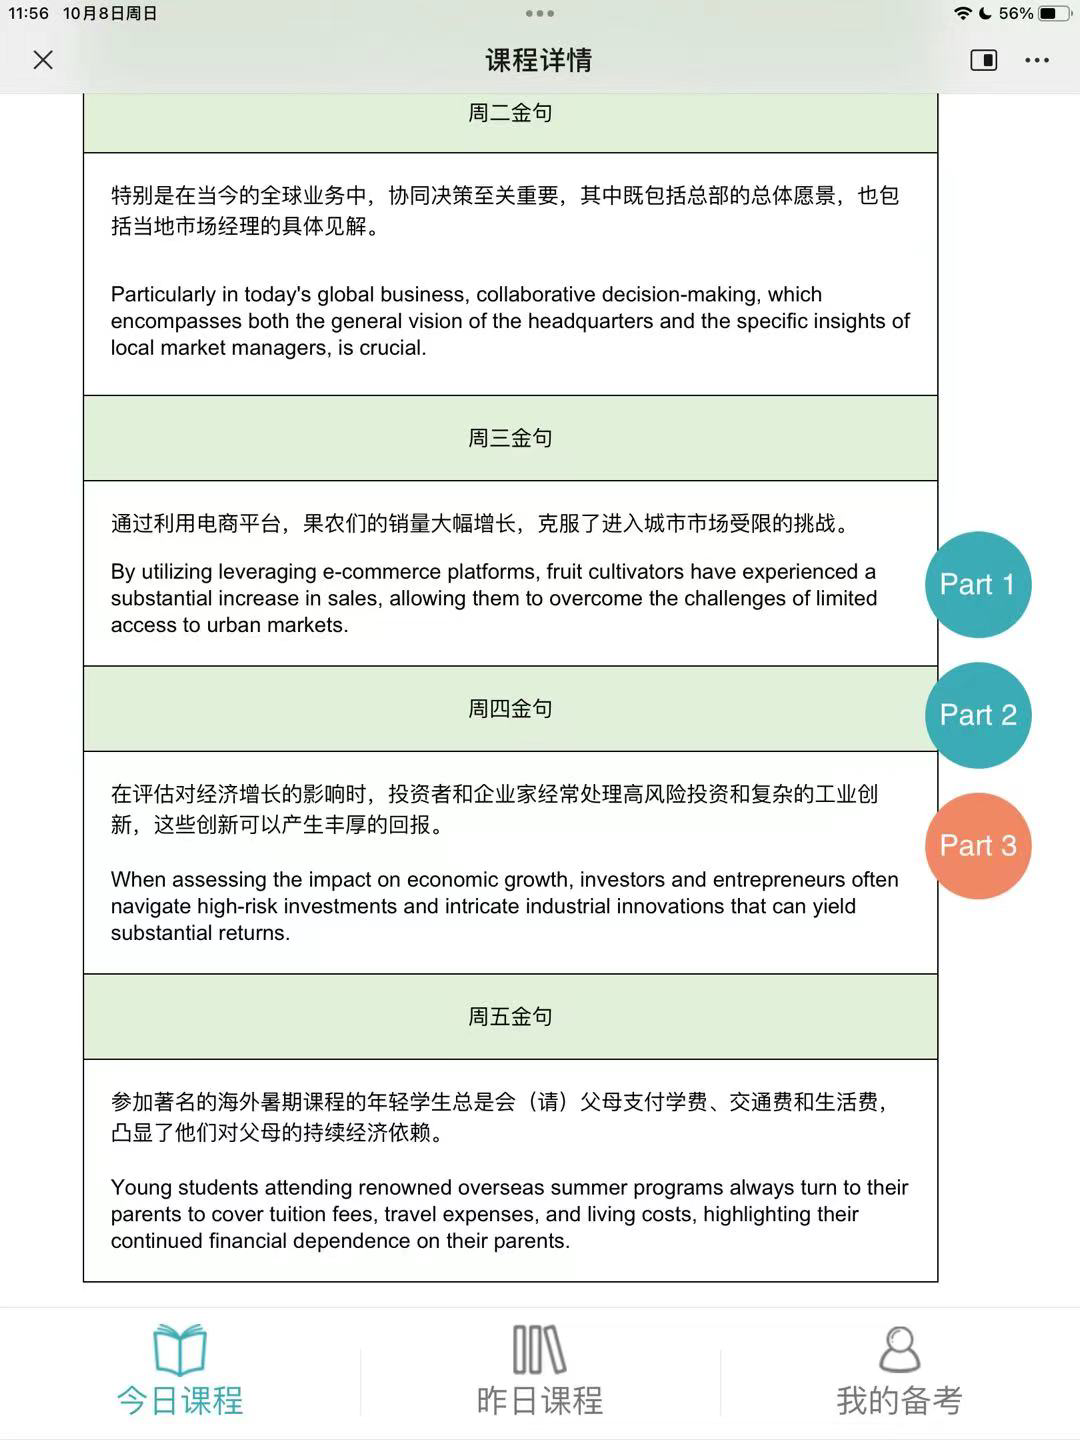 11:56 10月8日周日
56%
课程详情
周二金句
特别是在当今的全球业务中，协同决策至关重要，其中既包括总部的总体愿景，也包
括当地市场经理的具体见解。
Particularly in today's global business, collaborative decision-making, which
encompasses both the general vision of the headquarters and the specific insights of
local market managers, is crucial.
周三金句
通过利用电商平台，果农们的销量大幅增长，克服了进入城市市场受限的挑战。
By utilizing leveraging e-commerce platforms, fruit cultivators have experienced a
substantial increase in sales, allowing them to overcome the challenges of limited
access to urban markets.
Part 1
周四金句
Part 2
在评估对经济增长的影响时，投资者和企业家经常处理高风险投资和复杂的工业创
新，这些创新可以产生丰厚的回报。
Part 3
When assessing the impact on economic growth, investors and entrepreneurs often
navigate high-risk investments and intricate industrial innovations that can yield
substantial returns.
周五金句
参加著名的海外暑期课程的年轻学生总是会（请）父母支付学费、交通费和生活费，
凸显了他们对父母的持续经济依赖。
Young students attending renowned overseas summer programs always turn to their
parents to cover tuition fees, travel expenses, and living costs, highlighting their
continued financial dependence on their parents.
今日课程
昨日课程
我的备考